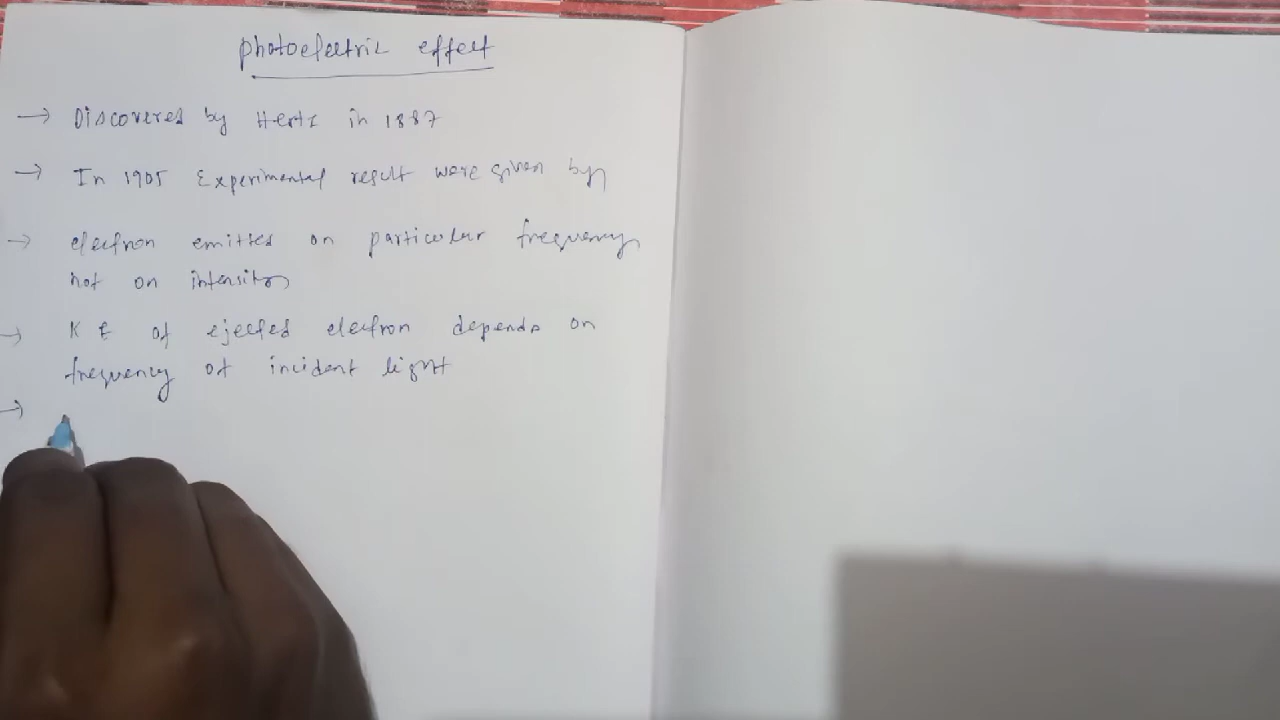 photoelectric effect
→ Discovered by Hertz in 1887
→ In 1905 Experimental result were given by
→ electron emitted on particular frequency
not on intensity
→ K E of ejected electron depends on
frequency of incident light
→